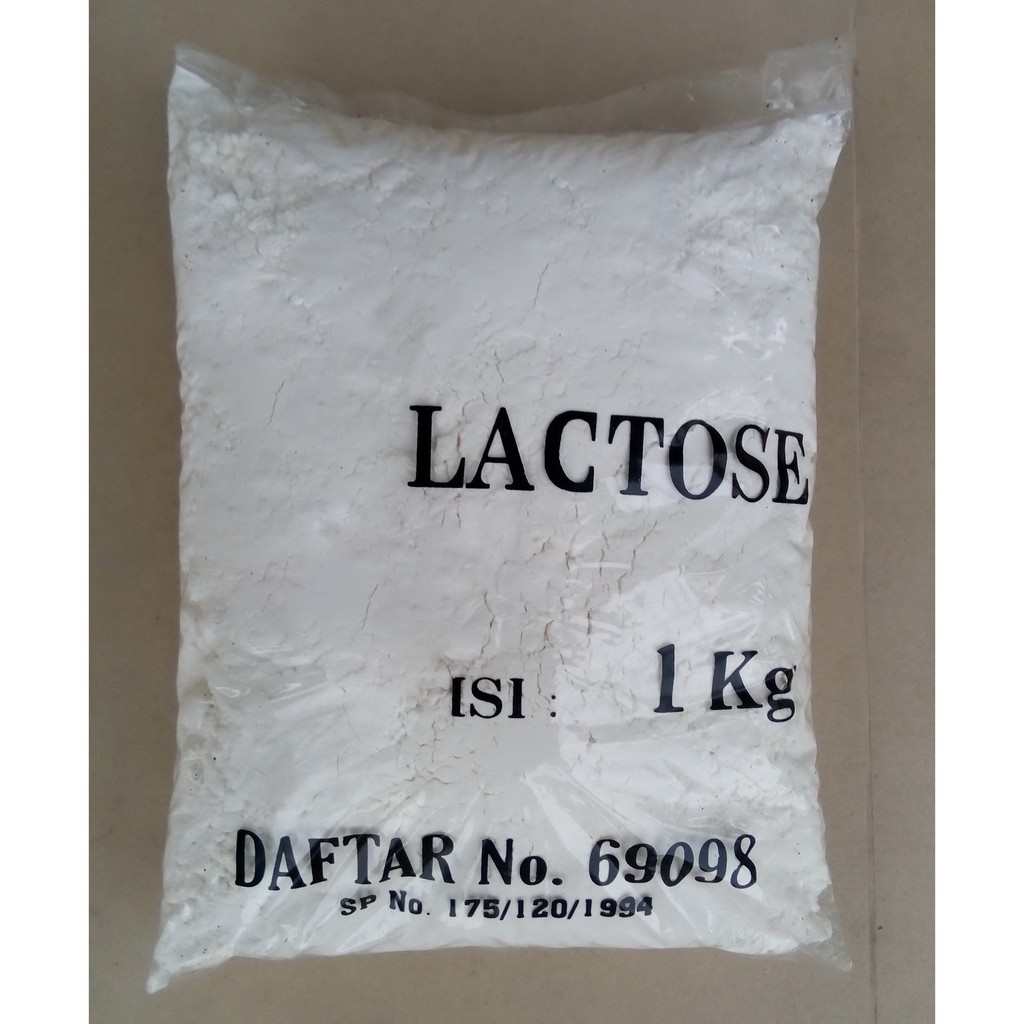 LACTOSE
ISI : 1 Kg
DAFTAR No. 69098
SP No. 175/120/1994